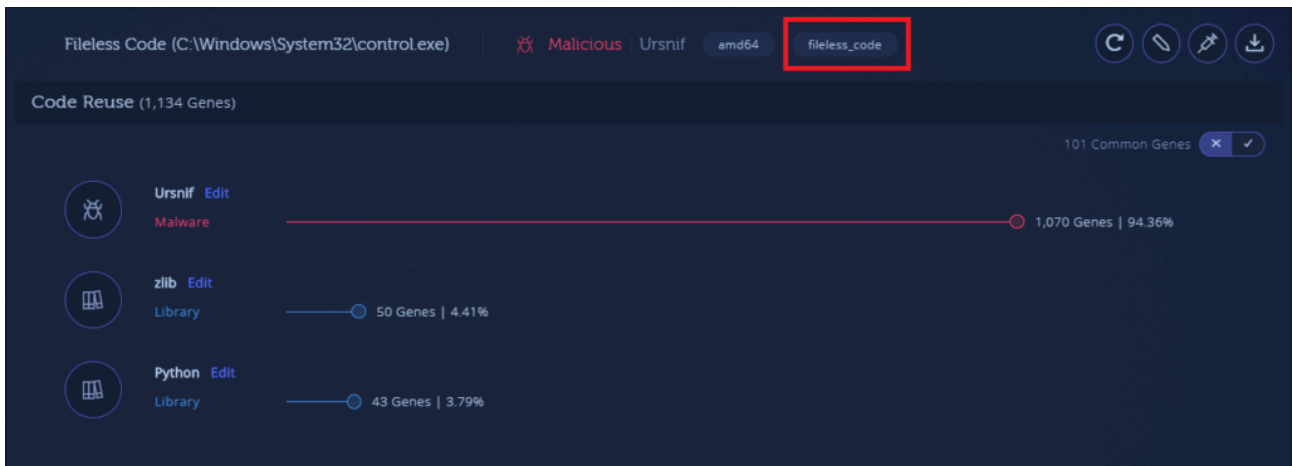 Fileless Code (C:\Windows\System32\control.exe) Malicious Ursnif amd64 fileless_code
Code Reuse (1,134 Genes)
101 Common Genes
Ursnif Edit
Malware 1,070 Genes | 94.36%
zlib Edit
Library 50 Genes | 4.41%
Python Edit
Library 43 Genes | 3.79%